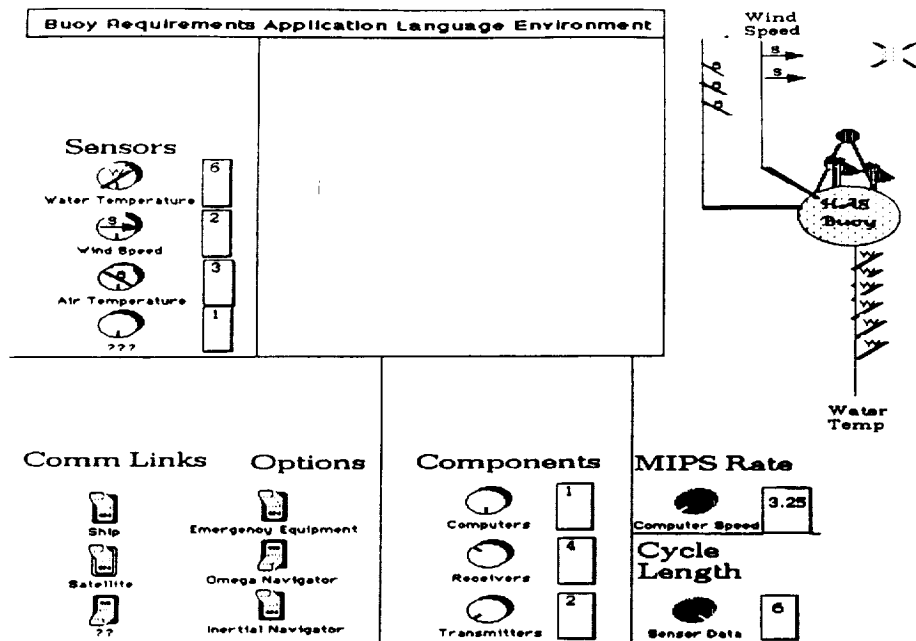 Buoy Requirements Application Language Environment
Wind
Speed
S
S
a
a
a
Sensors
W
6
Water Temperature
S
2
Wind Speed
a
3
Air Temperature
1
???
HAS
Buoy
W
W
W
W
W
Water
Temp
Comm Links
Options
Components
MIPS Rate
Ship
Emergency Equipment
Computers
1
Computer Speed
3.25
Satellite
Omega Navigator
Receivers
4
Cycle
Length
??
Inertial Navigator
Transmitters
2
Sensor Data
6